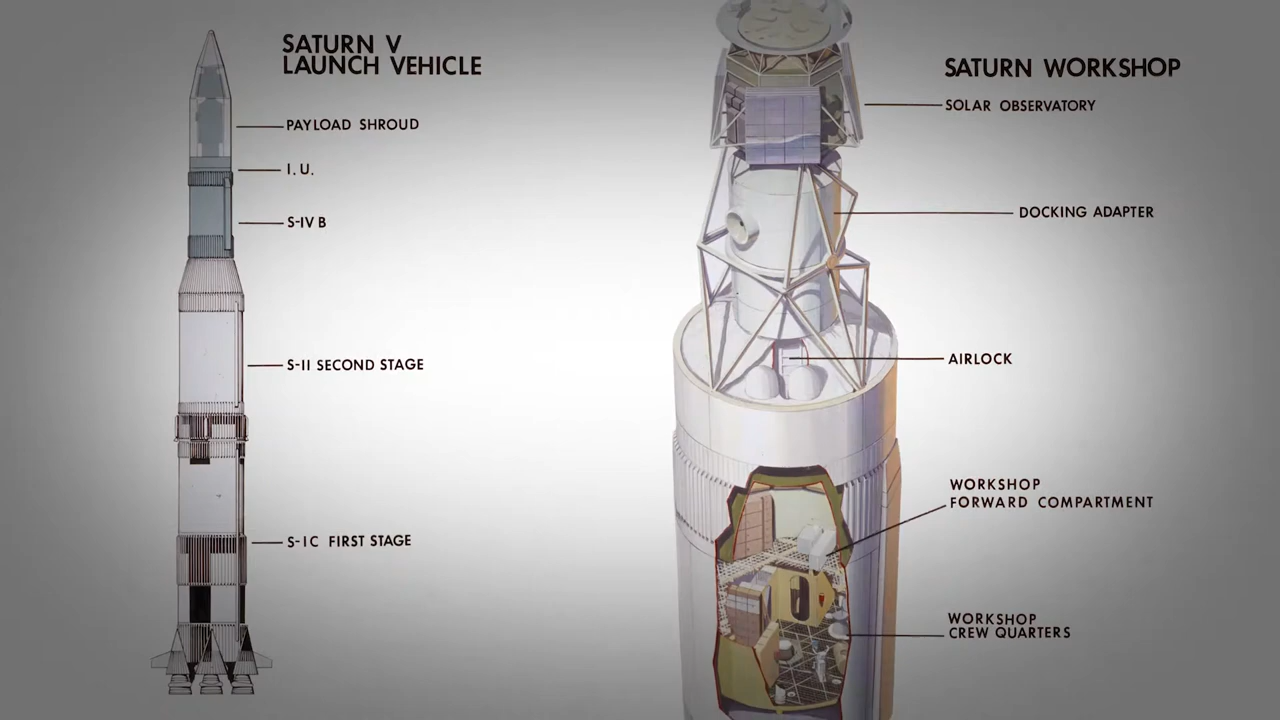 SATURN V
LAUNCH VEHICLE
PAYLOAD SHROUD
I.U.
S-IV B
S-II SECOND STAGE
S-IC FIRST STAGE
SATURN WORKSHOP
SOLAR OBSERVATORY
DOCKING ADAPTER
AIRLOCK
WORKSHOP
FORWARD COMPARTMENT
WORKSHOP
CREW QUARTERS